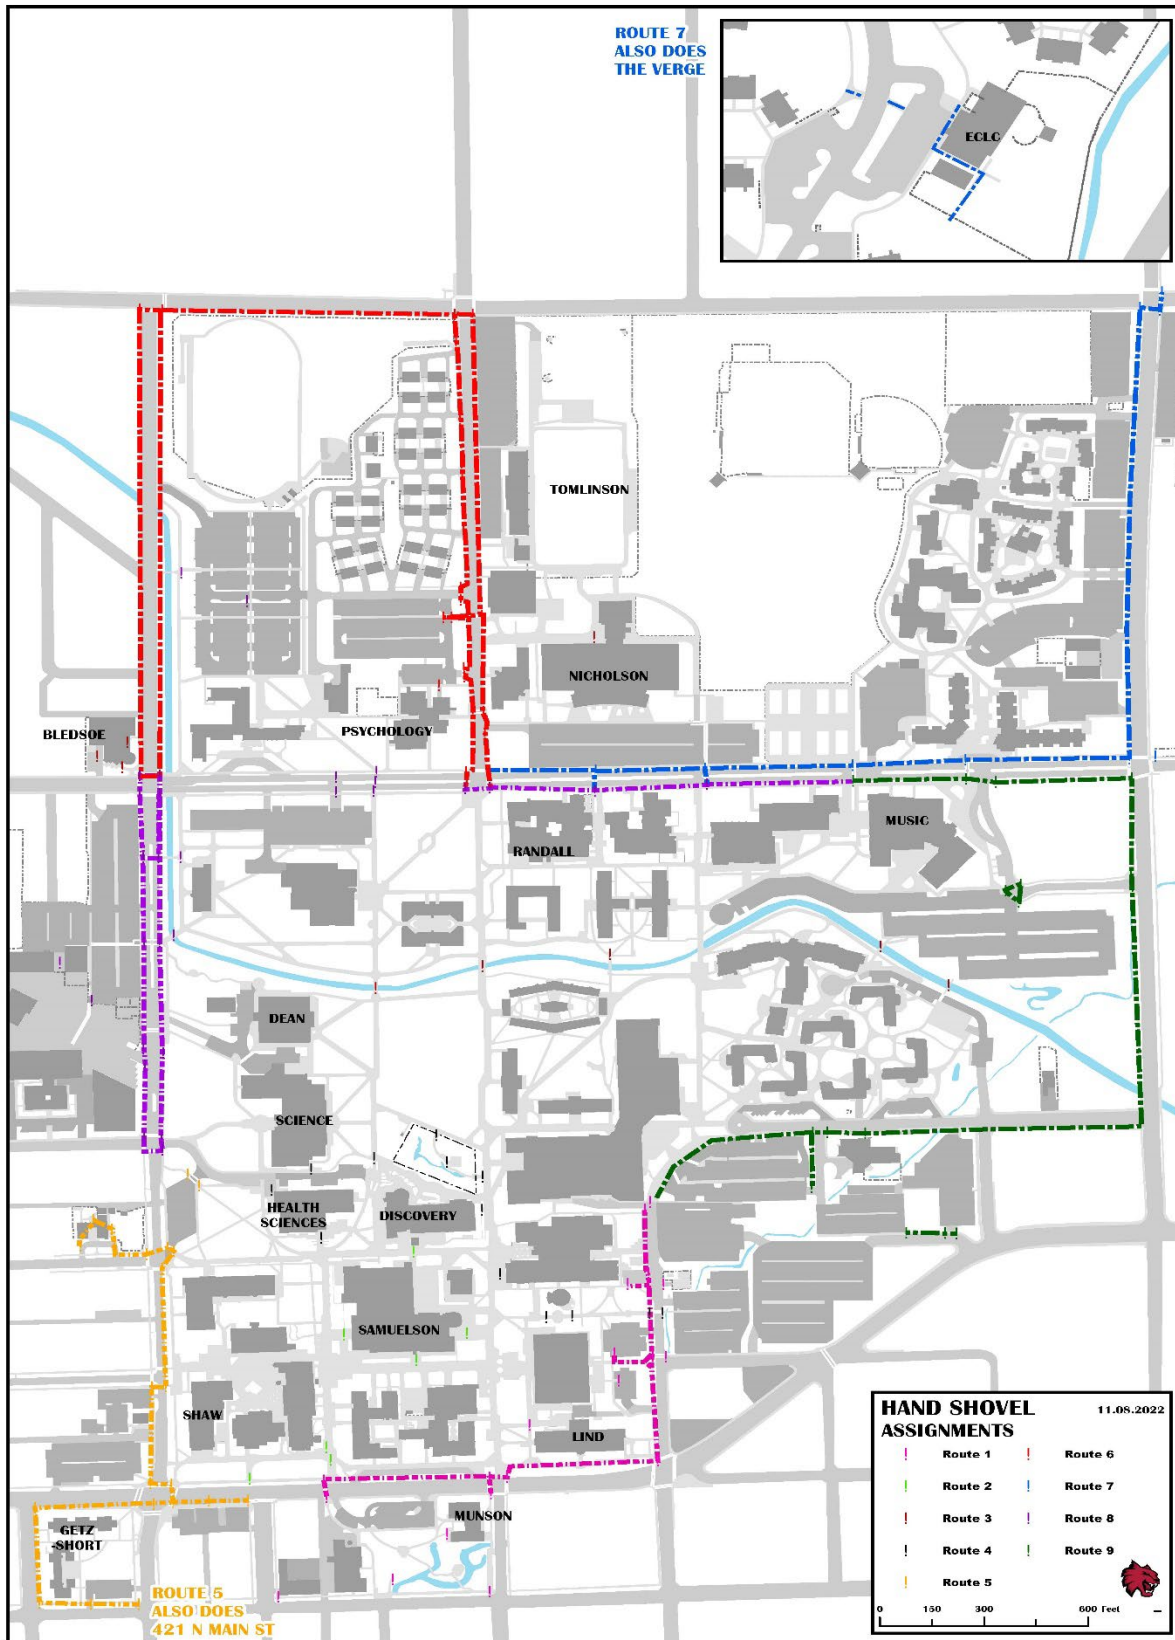 ROUTE 7
ALSO DOES
THE VERGE
ECLC
TOMLINSON
NICHOLSON
BLEDSOE
PSYCHOLOGY
MUSIC
RANDALL
DEAN
SCIENCE
HEALTH
SCIENCES
DISCOVERY
SAMUELSON
SHAW
LIND
MUNSON
GETZ
-SHORT
ROUTE 5
ALSO DOES
421 N MAIN ST
HAND SHOVEL 11.08.2022
ASSIGNMENTS
Route 1 Route 6
Route 2 Route 7
Route 3 Route 8
Route 4 Route 9
Route 5
0 150 300 600 Feet